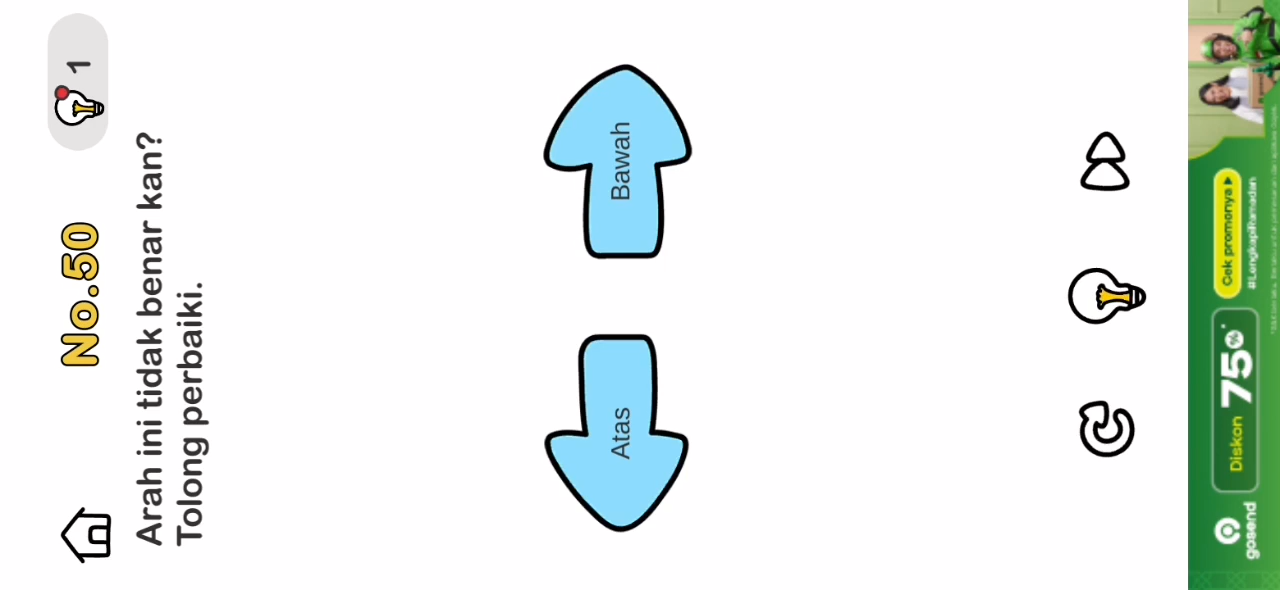 No.50
1
Arah ini tidak benar kan?
Tolong perbaiki.
Atas
Bawah
gosend
Diskon 75%*
Cek promonya
#LengkapiRamadan